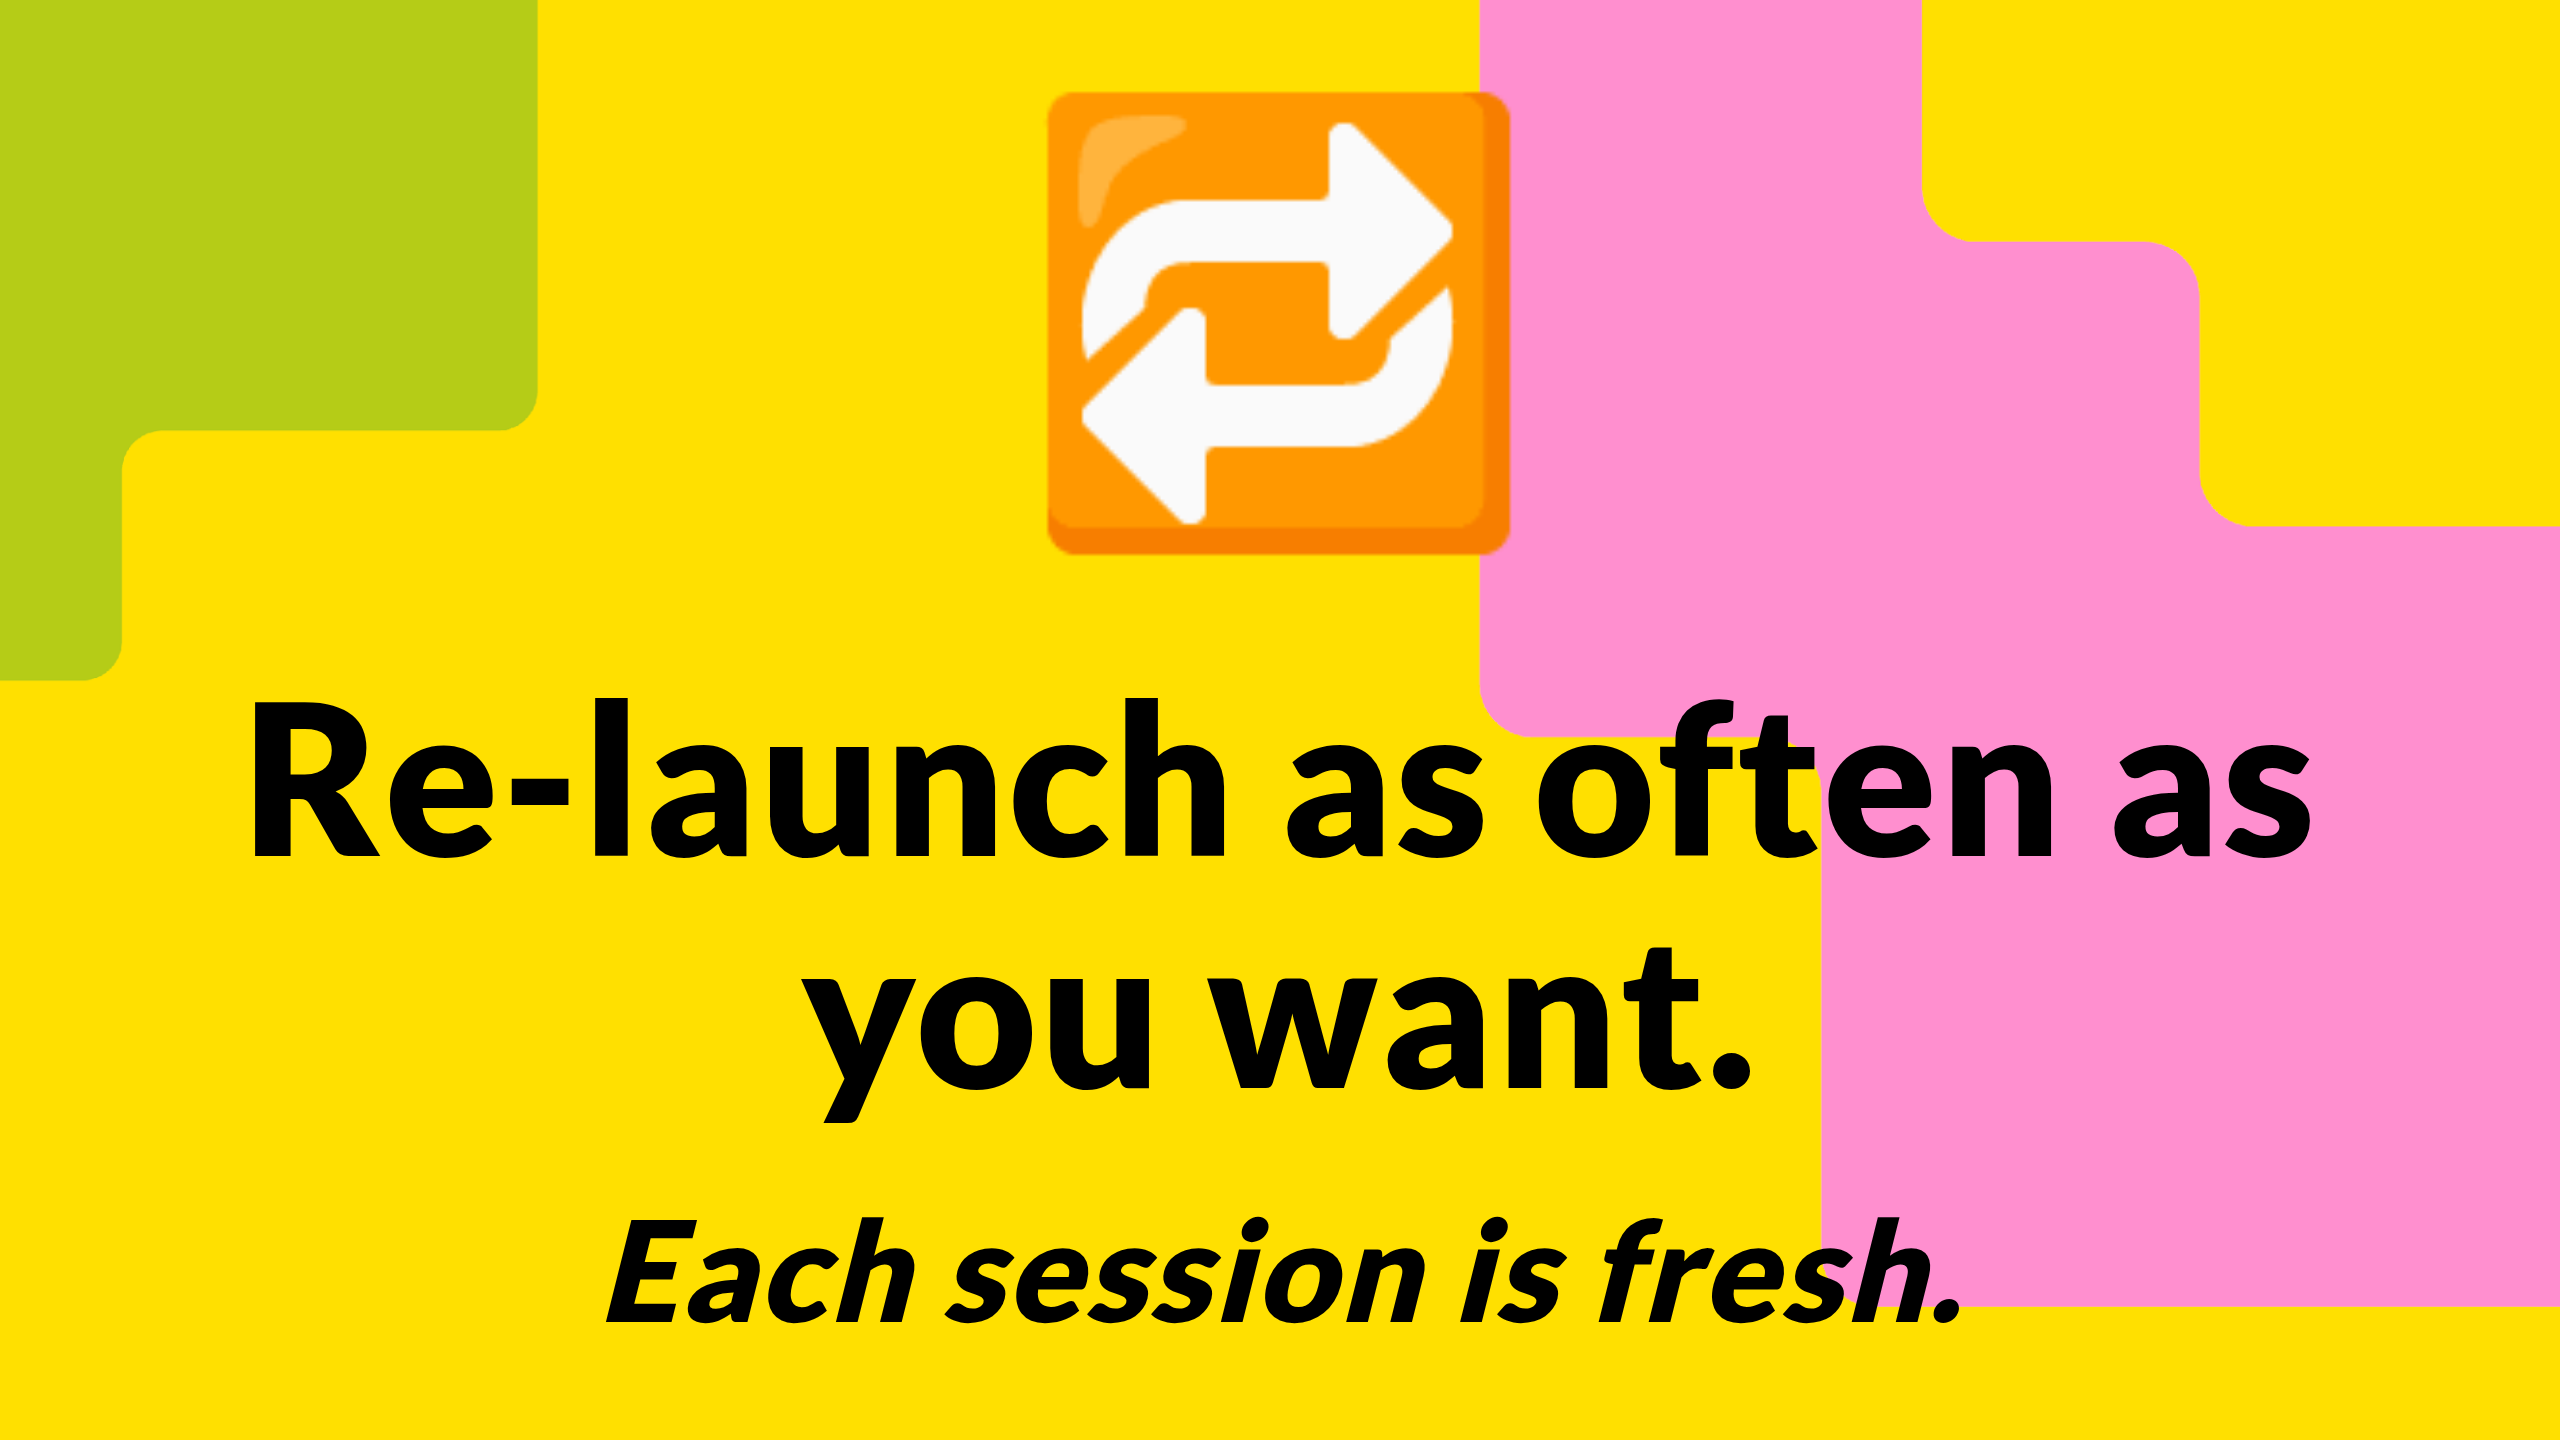 Re-launch as often as
you want.
Each session is fresh.